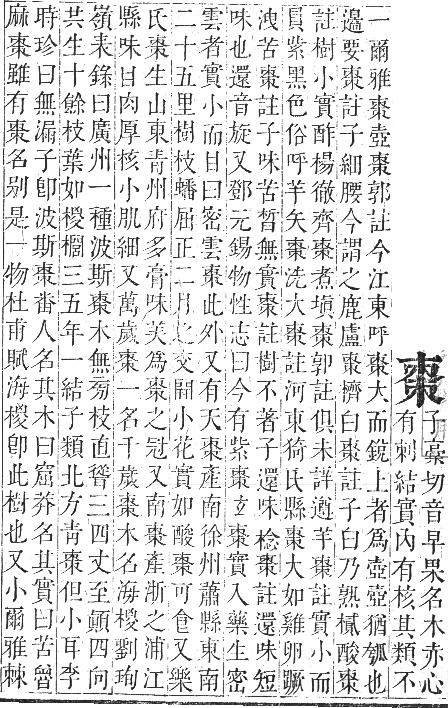 棗
子稾切音早果名木赤心
有刺結實內有核其類不
一爾雅棗壺棗郭註今江東呼棗大而鏡上者為壺壺猶瓠也
邉要棗註子細腰今謂之鹿盧棗擠白棗註子白乃熟樲酸棗
註樹小實酢楊徹齊棗煮塡棗郭註俱未詳遵羊棗註實小而
員紫黑色俗呼羊矢棗洗大棗註河東猗氏縣棗大如雞卵蹶
洩苦棗註子味苦晳無實棗註樹不著子還味棯棗註還味短
味也還音旋又鄧元錫物性志曰今有紫棗玄棗實入藥生密
雲者實小而甘曰密雲棗此外又有天棗產南徐州蕭縣東南
二十五里樹枝蟠屈正二月之交開小花實如酸棗可食又樂
氏棗生山東靑州府多膏味美為棗之冠又南棗產浙之浦江
縣味甘肉厚核小肌細又萬歲棗一名千歲棗木名海椶劉珣
嶺表錄曰廣州一種波斯棗木無旁枝直聳三四丈至顚四向
共生十餘枝葉如椶櫚三五年一結子類北方靑棗但小耳李
時珍曰無漏子卽波斯棗番人名其木曰窟莽名其實曰苦魯
麻棗雖有棗名別是一物杜甫賦海椶卽此樹也又小爾雅棘